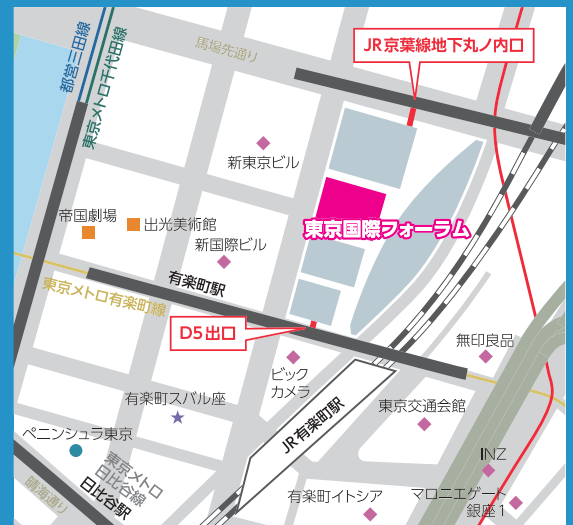 都営三田線
東京メトロ千代田線
馬場先通り
JR京葉線地下丸ノ内口
新東京ビル
帝国劇場
出光美術館
新国際ビル
東京国際フォーラム
有楽町駅
東京メトロ有楽町線
D5出口
無印良品
ビック
カメラ
有楽町スバル座
JR有楽町駅
東京交通会館
ペニンシュラ東京
東京メトロ
日比谷線
日比谷駅
晴海通り
INZ
有楽町イトシア
マロニエゲート
銀座1